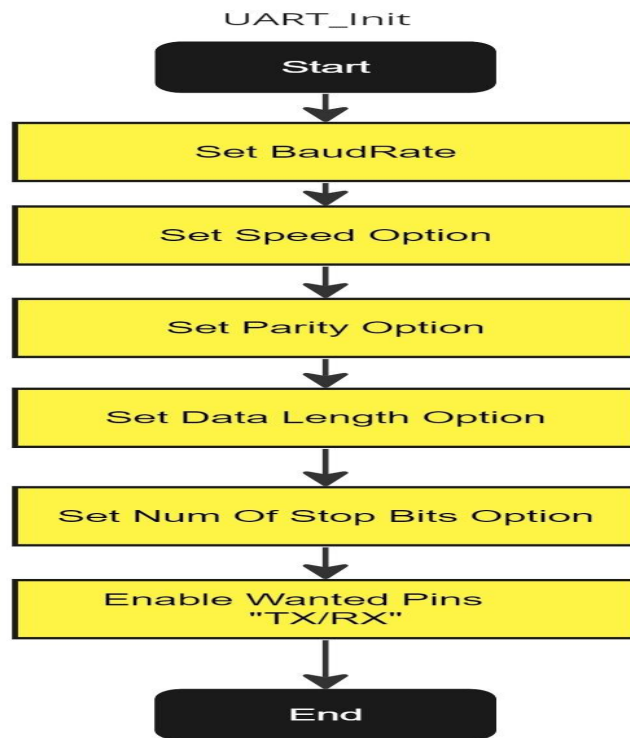 UART_Init
Start
Set BaudRate
Set Speed Option
Set Parity Option
Set Data Length Option
Set Num Of Stop Bits Option
Enable Wanted Pins
"TX/RX"
End